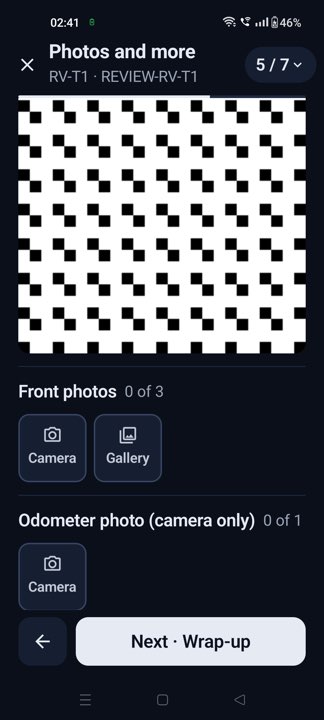 02:41
46%
Photos and more
RV-T1 · REVIEW-RV-T1
5 / 7
Front photos 0 of 3
Camera
Gallery
Odometer photo (camera only) 0 of 1
Camera
Next · Wrap-up